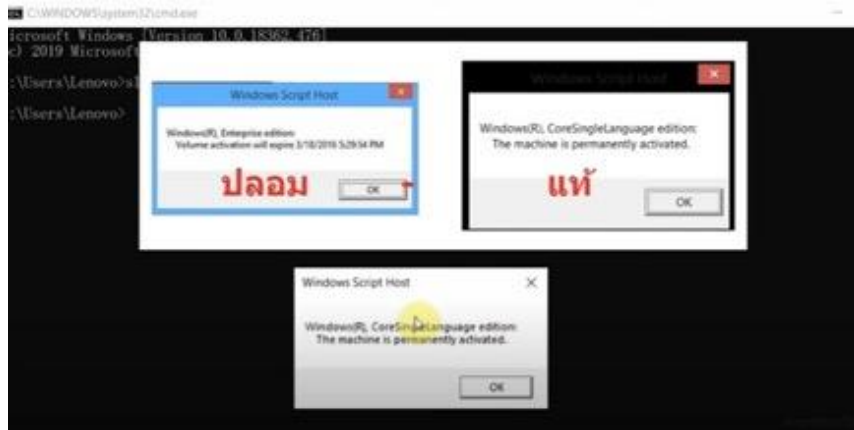 C:\WINDOWS\system32\cmd.exe
icrosoft Windows [Version 10.0.18362.476]
c) 2019 Microsoft
:\Users\Lenovo>sl
:\Users\Lenovo>
Windows Script Host
Windows(R), Enterprise edition:
Volume activation will expire 3/18/2016 5:29:54 PM
ปลอม
OK
Windows Script Host
Windows(R), CoreSingleLanguage edition:
The machine is permanently activated.
แท้
OK
Windows Script Host
Windows(R), CoreSingleLanguage edition:
The machine is permanently activated.
OK